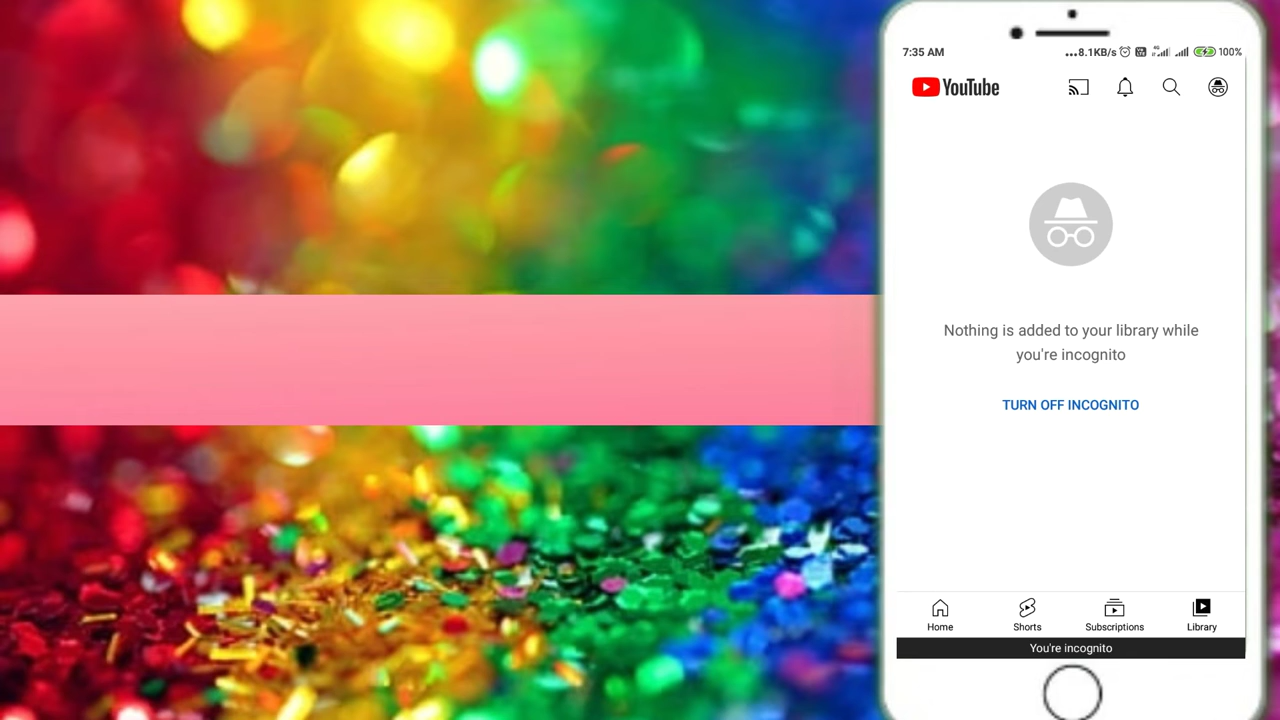 7:35 AM
...8.1KB/s
4G
100%
YouTube
Nothing is added to your library while
you're incognito
TURN OFF INCOGNITO
Home
Shorts
Subscriptions
Library
You're incognito